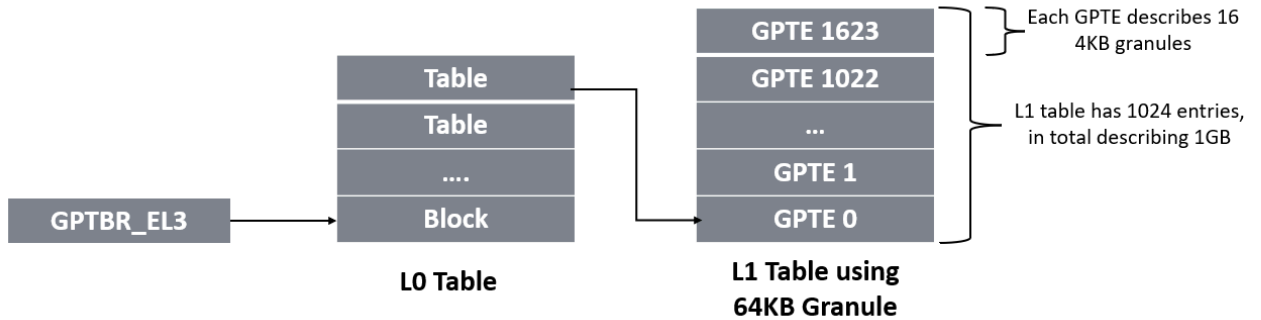 GPTBR_EL3
Table
Table
....
Block
L0 Table
GPTE 1623
GPTE 1022
...
GPTE 1
GPTE 0
L1 Table using
64KB Granule
Each GPTE describes 16
4KB granules
L1 table has 1024 entries,
in total describing 1GB